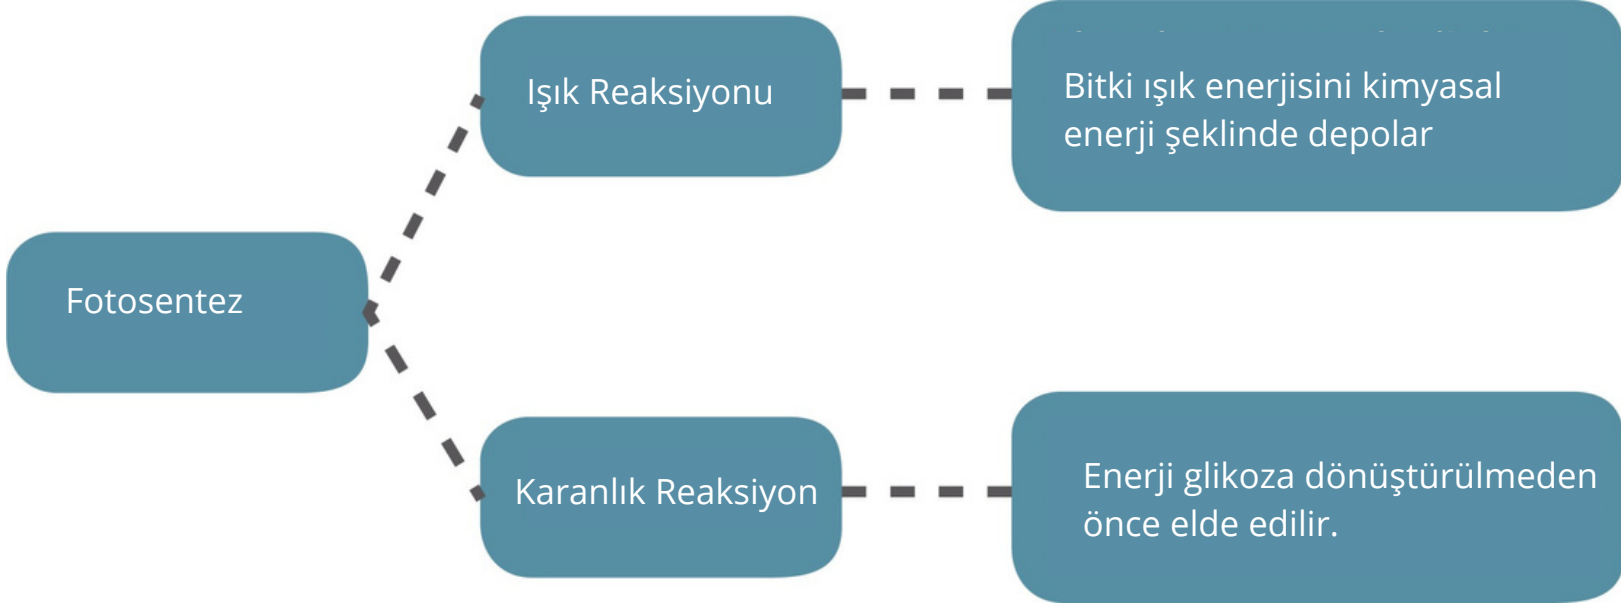 Işık Reaksiyonu
Bitki ışık enerjisini kimyasal
enerji şeklinde depolar
Fotosentez
Karanlık Reaksiyon
Enerji glikoza dönüştürülmeden
önce elde edilir.